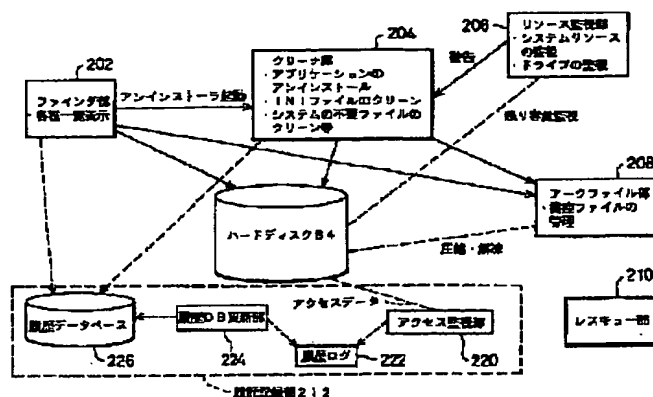 202
ファインダ部
・各種一覧表示
アンインストーラ起動
204
クリーナ部
・アプリケーションの
アンインストール
・INIファイルのクリーン
・システムの不要ファイルの
クリーン等
206
リソース監視部
・システムリソース
の監視
・ドライブの監視
警告
残り容量監視
208
アークファイル部
ファイルの
管理
ハードディスク84
圧縮・解凍
アクセスデータ
210
レスキュー部
履歴データベース
226
履歴DB更新部
224
履歴ログ
222
アクセス監視部
220
212